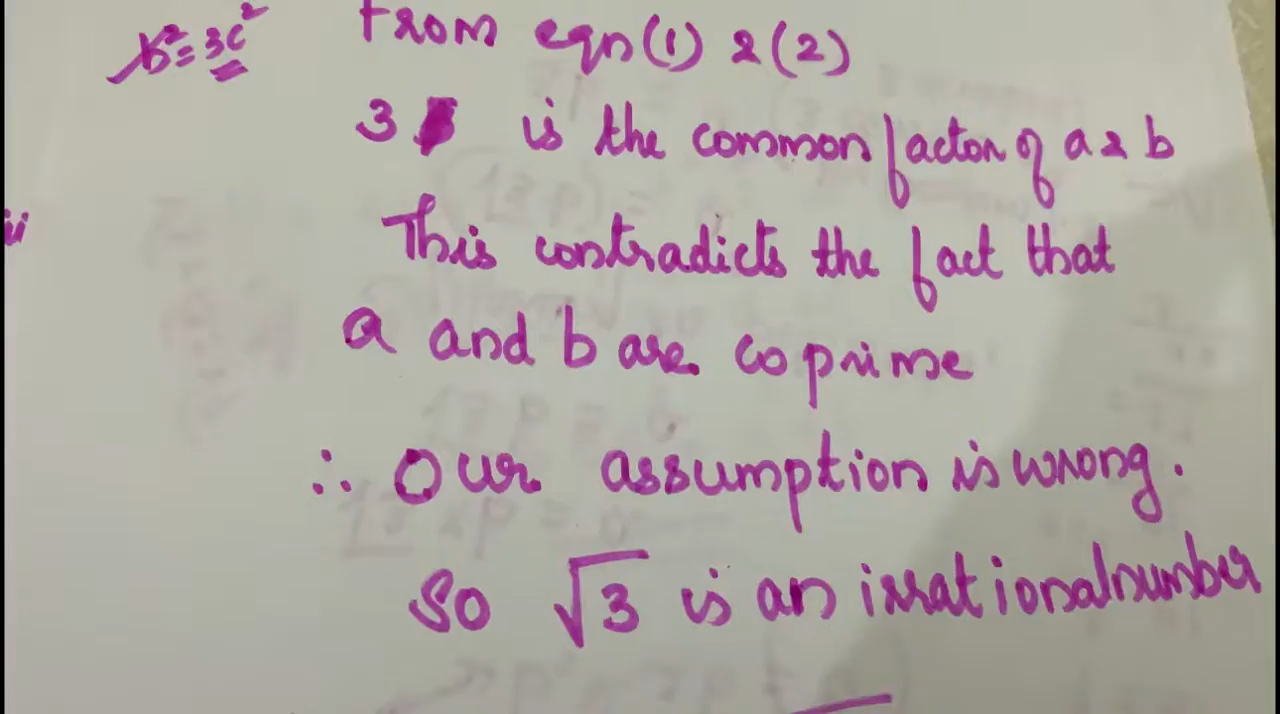 b² = 3c²
From eqn (1) & (2)
3 is the common factor of a & b
This contradicts the fact that
a and b are coprime
∴ Our assumption is wrong.
So √3 is an irrational number